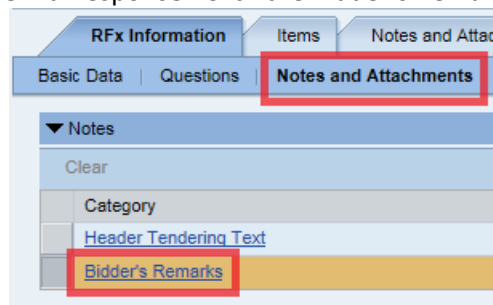 RFx Information Items Notes and Attac
Basic Data | Questions | Notes and Attachments
Notes
Clear
Category
Header Tendering Text
Bidder's Remarks